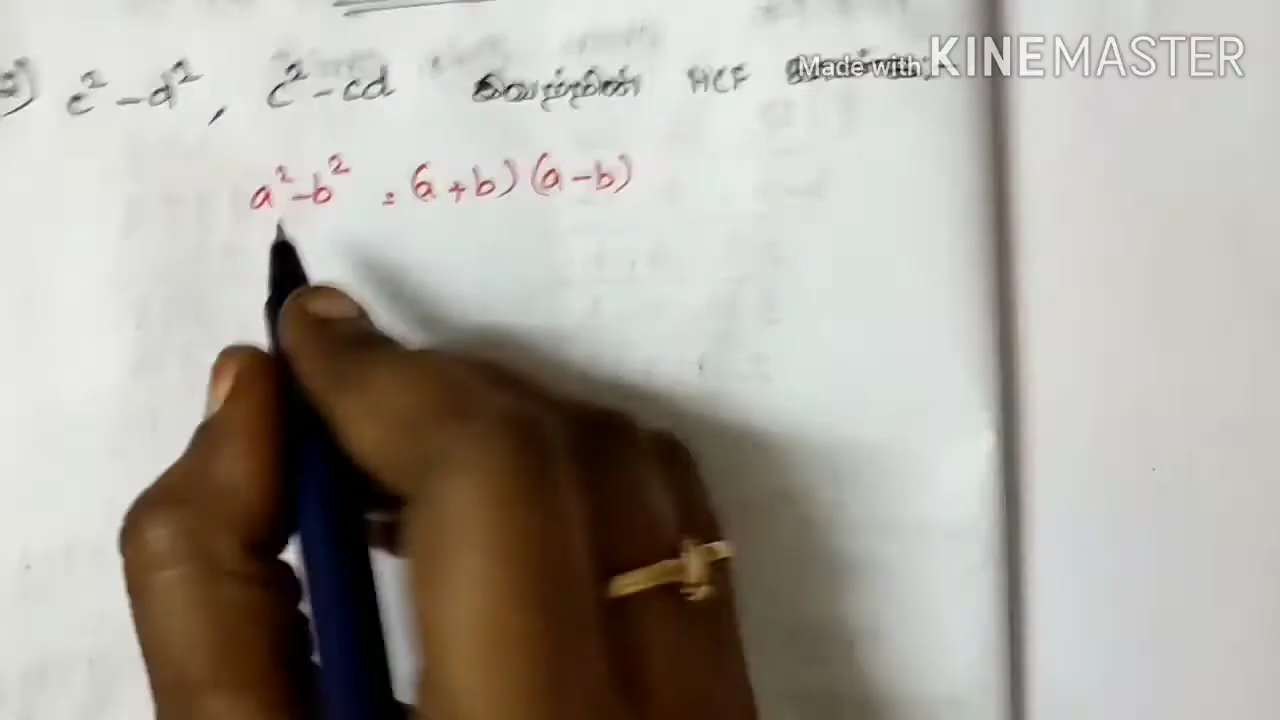 c² - d² , c² - cd இவற்றின் HCF
Made with KINEMASTER
a² - b² = (a + b) (a - b)